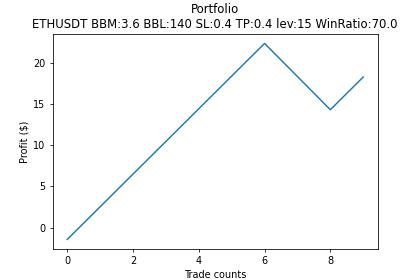 Portfolio
ETHUSDT BBM:3.6 BBL:140 SL:0.4 TP:0.4 lev:15 WinRatio:70.0
20
15
10
5
0
Profit ($)
0 2 4 6 8
Trade counts